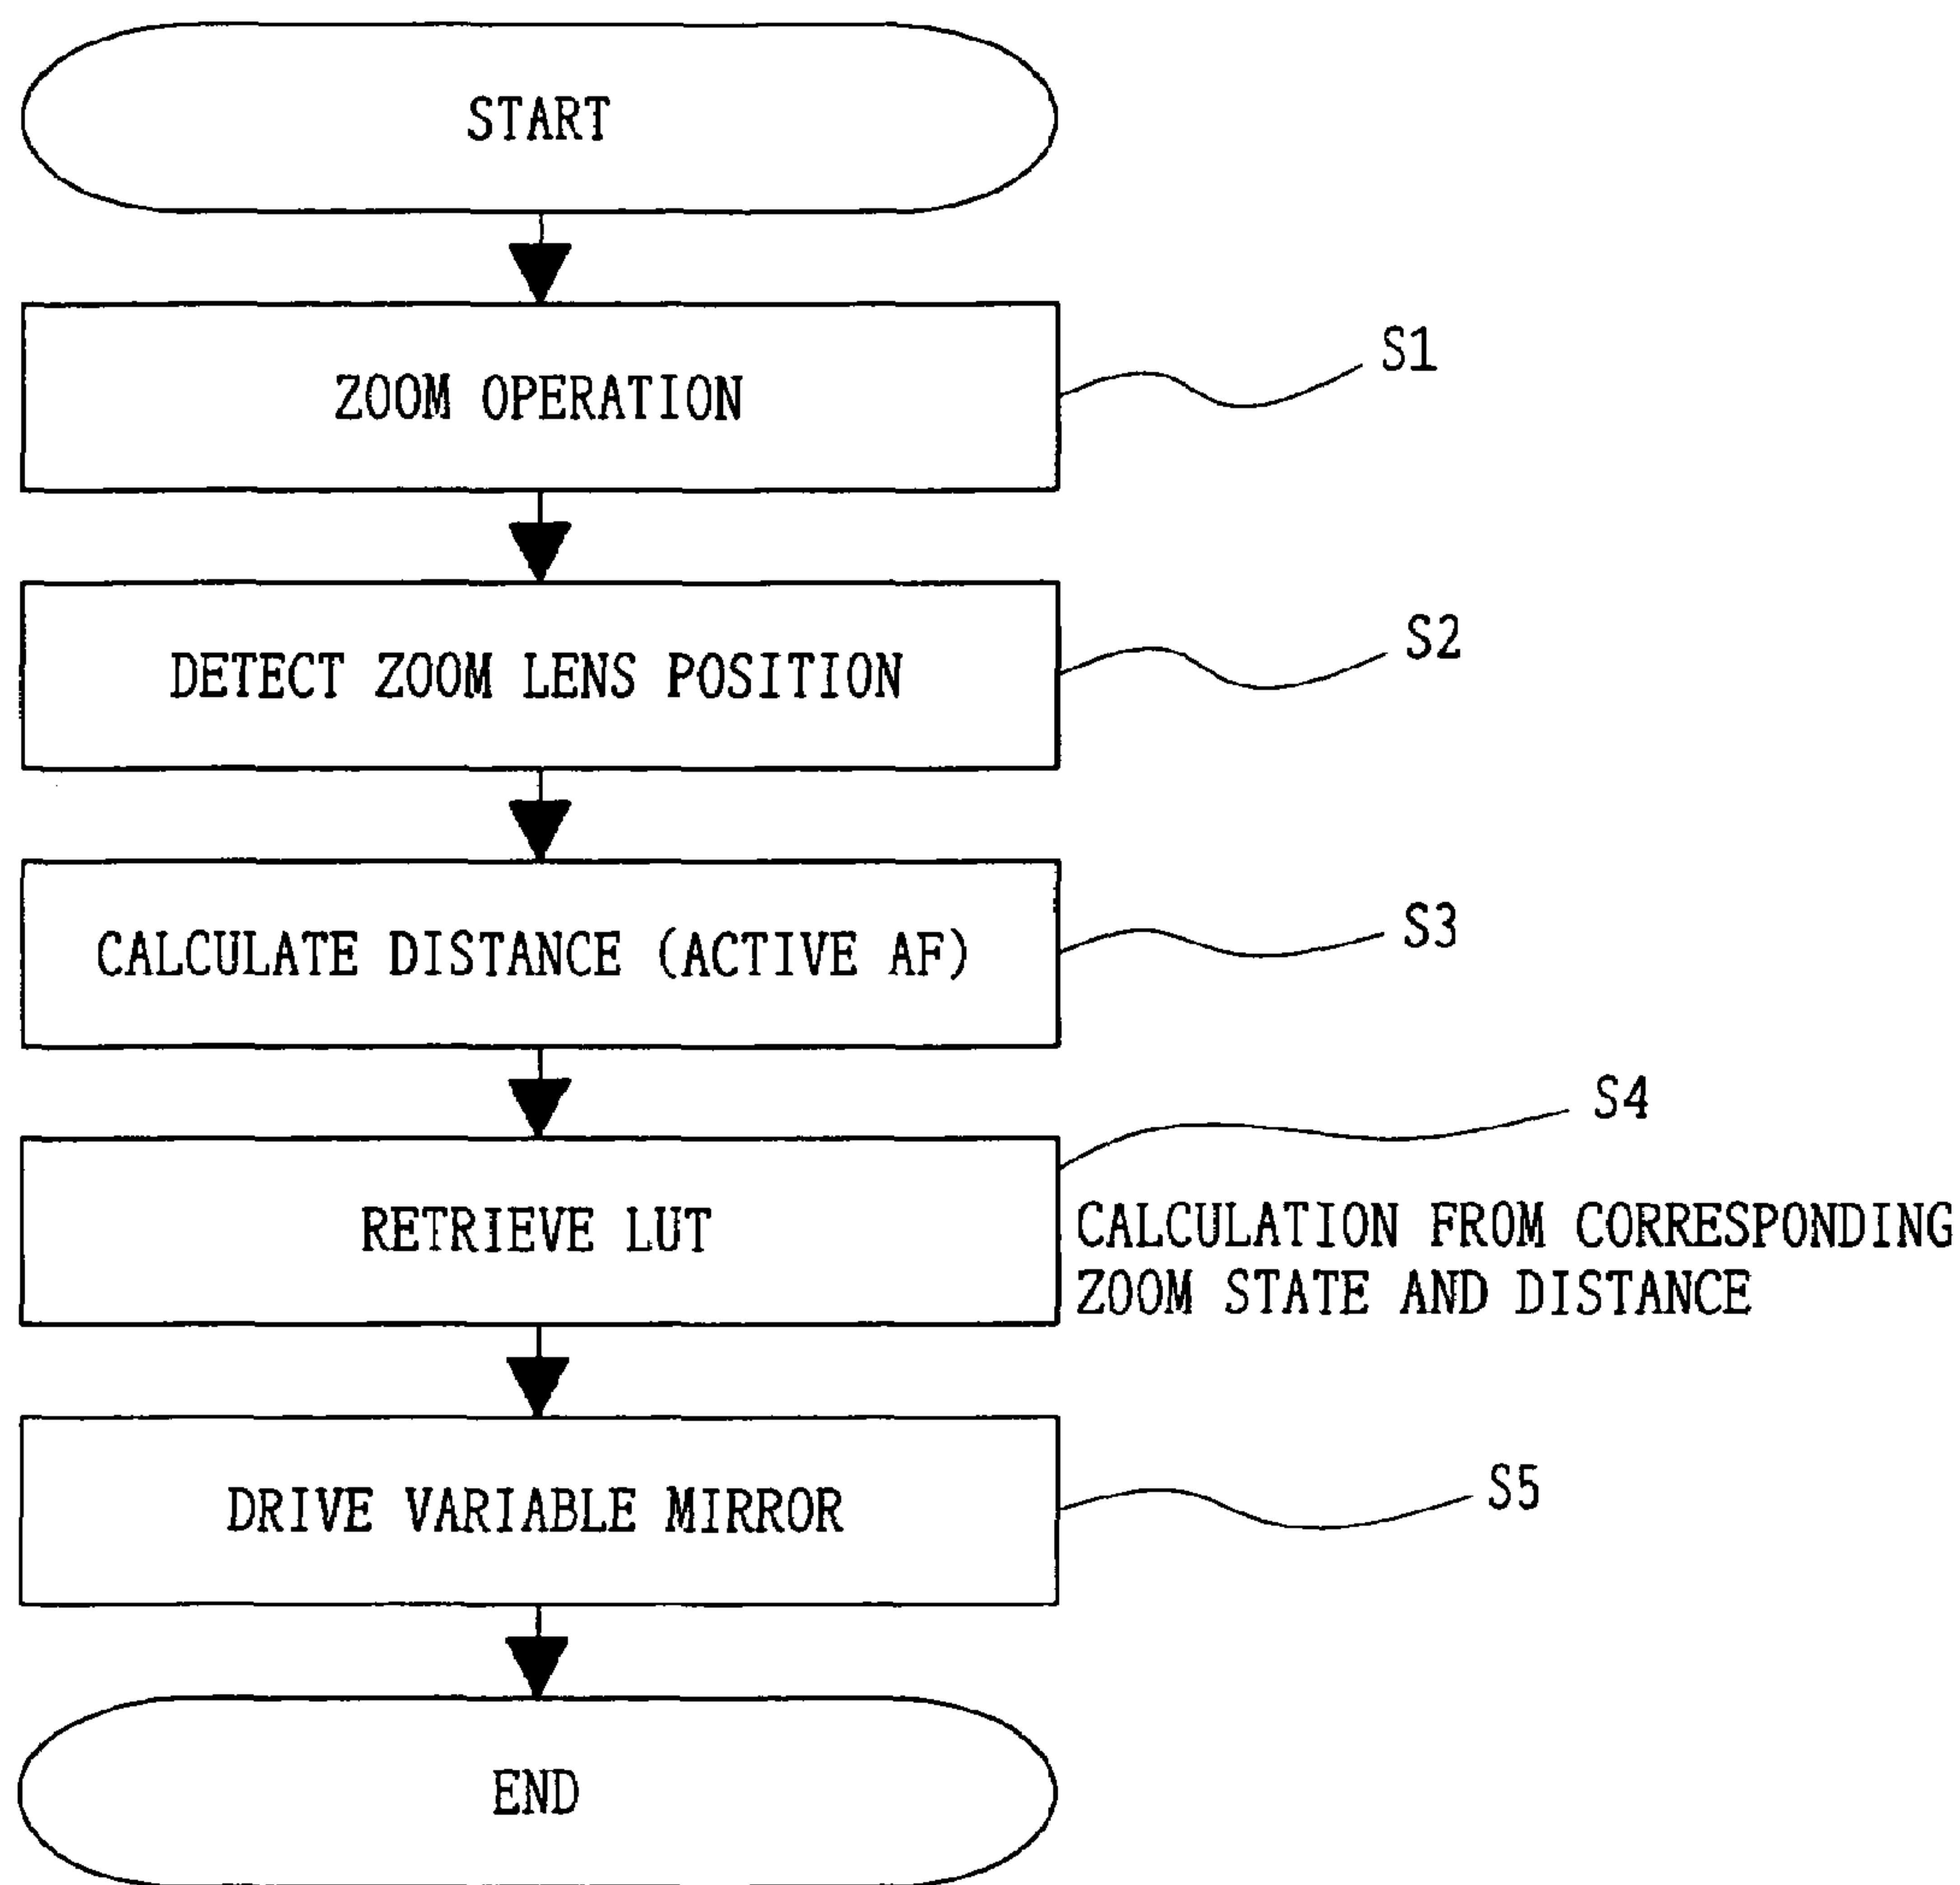 START
ZOOM OPERATION
S1
DETECT ZOOM LENS POSITION
S2
CALCULATE DISTANCE (ACTIVE AF)
S3
S4
RETRIEVE LUT
CALCULATION FROM CORRESPONDING
ZOOM STATE AND DISTANCE
DRIVE VARIABLE MIRROR
S5
END